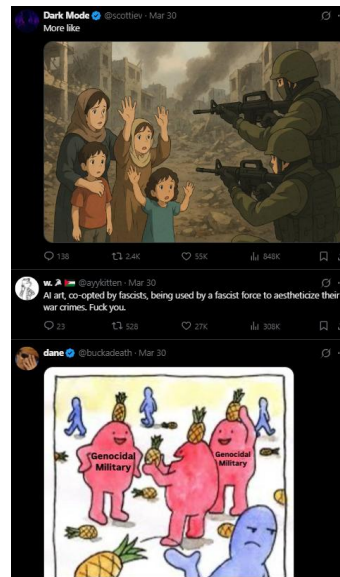 Dark Mode @scottiev · Mar 30
More like
138 2.4K 55K 848K
w. @ayykitten · Mar 30
AI art, co-opted by fascists, being used by a fascist force to aestheticize their
war crimes. Fuck you.
23 528 27K 308K
dane @buckadeath · Mar 30
Genocidal
Military
Genocidal
Military